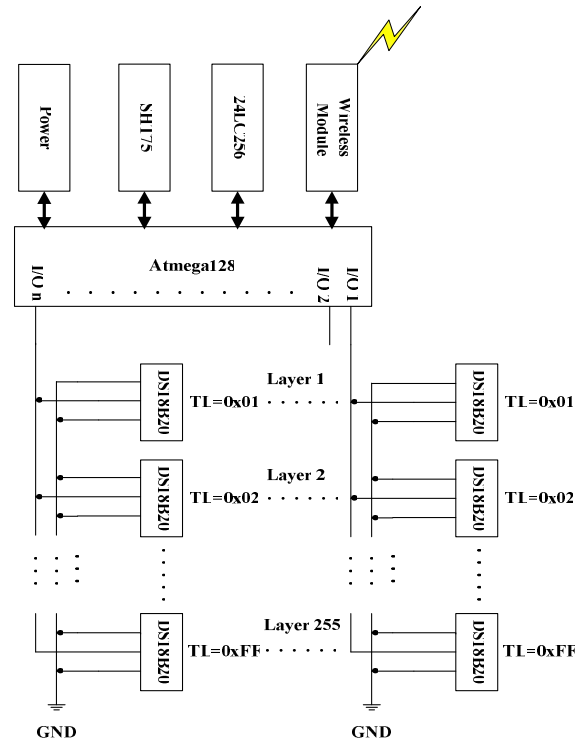 Power
SHT75
24LC256
Wireless
Module
Atmega128
I/O n
I/O 2
I/O 1
DS18B20
TL=0x01
Layer 1
DS18B20
TL=0x01
DS18B20
TL=0x02
Layer 2
DS18B20
TL=0x02
DS18B20
TL=0xFF
Layer 255
DS18B20
TL=0xFF
GND
GND